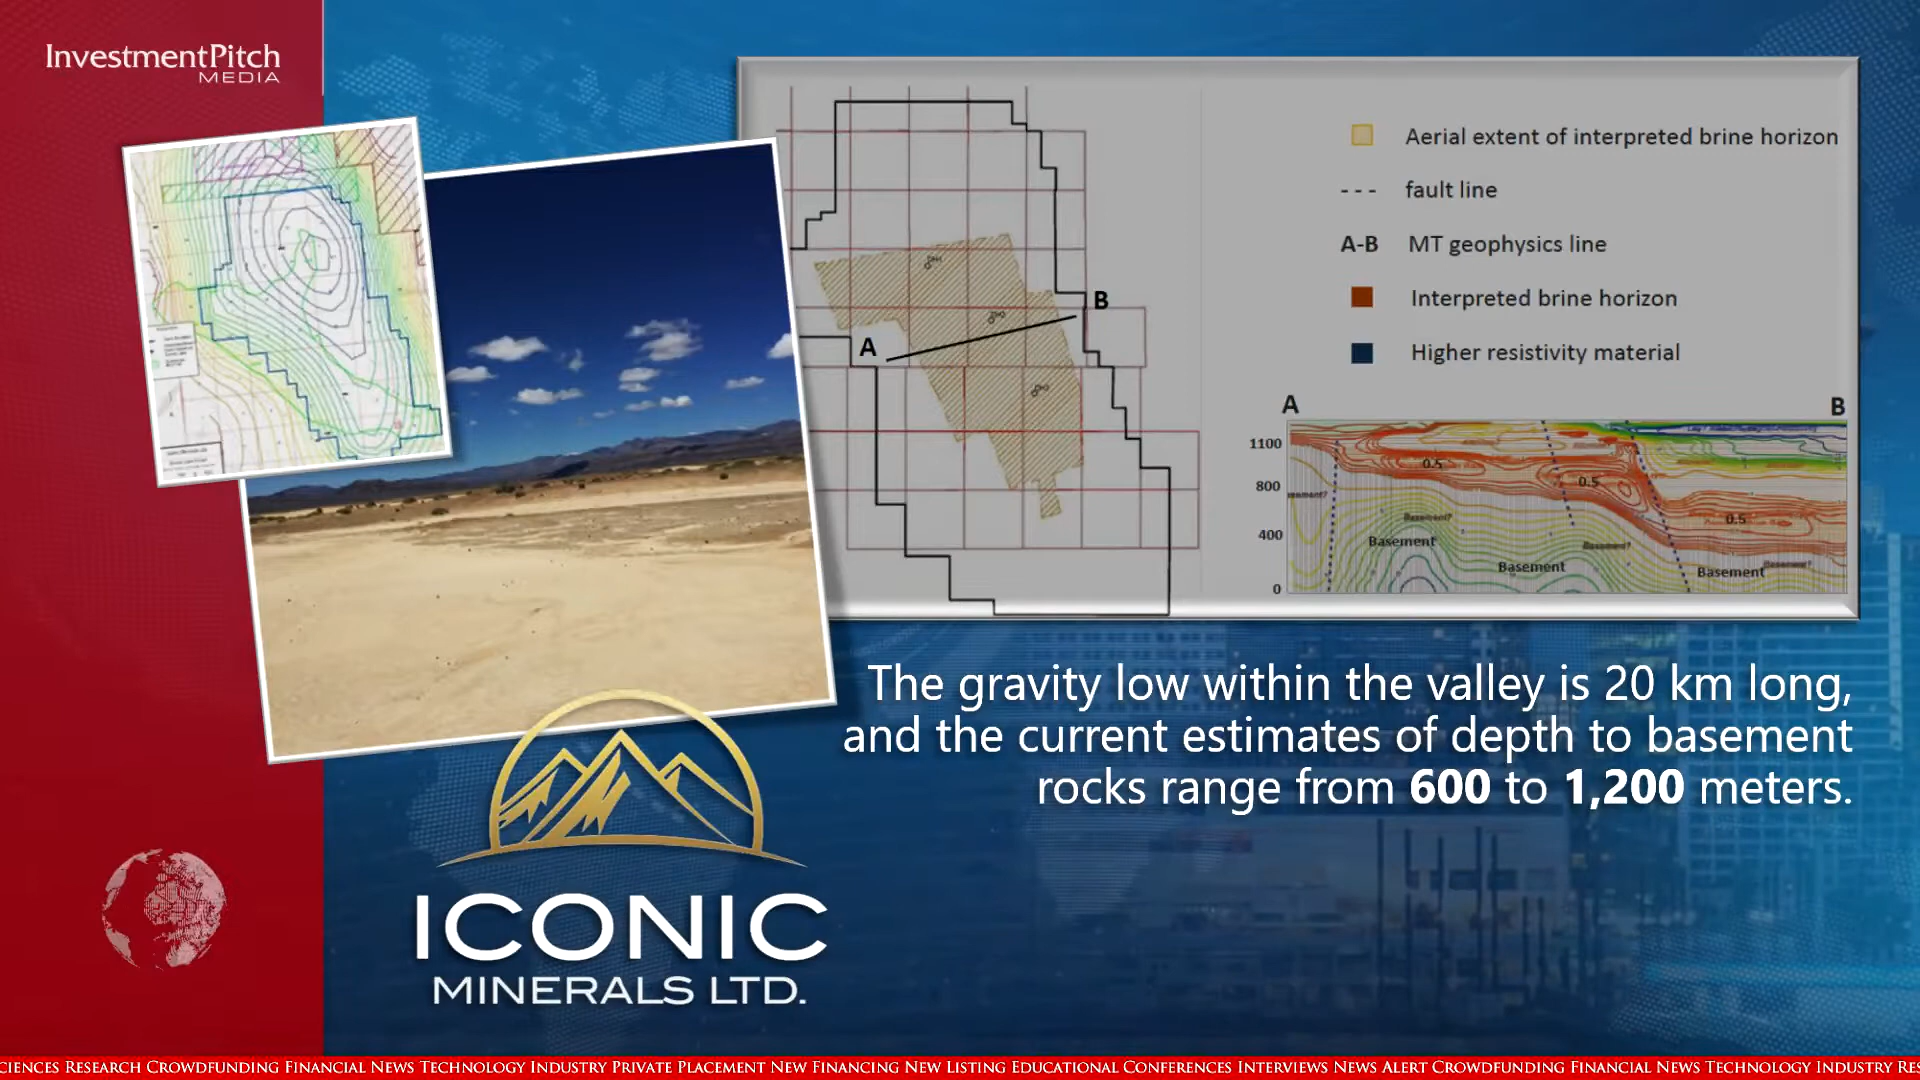 InvestmentPitch
MEDIA
Aerial extent of interpreted brine horizon
fault line
A-B MT geophysics line
Interpreted brine horizon
Higher resistivity material
A
B
A
B
1100
800
400
0
0.5
0.5
0.5
Basement?
Basement?
Basement?
Basement
Basement
Basement
The gravity low within the valley is 20 km long,
and the current estimates of depth to basement
rocks range from 600 to 1,200 meters.
ICONIC
MINERALS LTD.
CIENCES RESEARCH CROWDFUNDING FINANCIAL NEWS TECHNOLOGY INDUSTRY PRIVATE PLACEMENT NEW FINANCING NEW LISTING EDUCATIONAL CONFERENCES INTERVIEWS NEWS ALERT CROWDFUNDING FINANCIAL NEWS TECHNOLOGY INDUSTRY RES